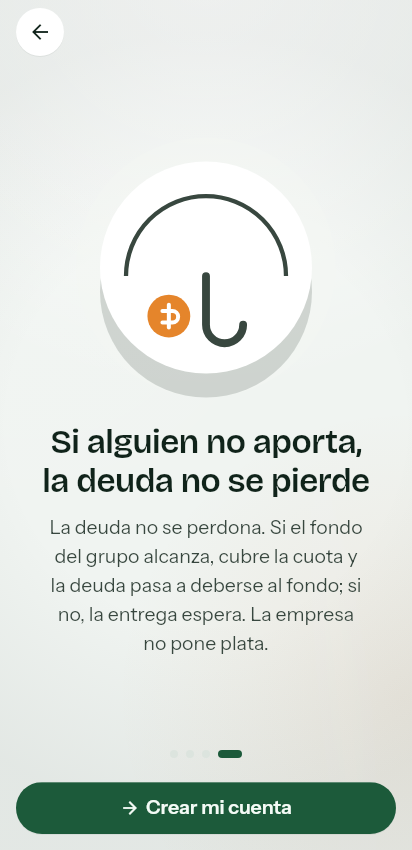 Si alguien no aporta,
la deuda no se pierde
La deuda no se perdona. Si el fondo
del grupo alcanza, cubre la cuota y
la deuda pasa a deberse al fondo; si
no, la entrega espera. La empresa
no pone plata.
Crear mi cuenta